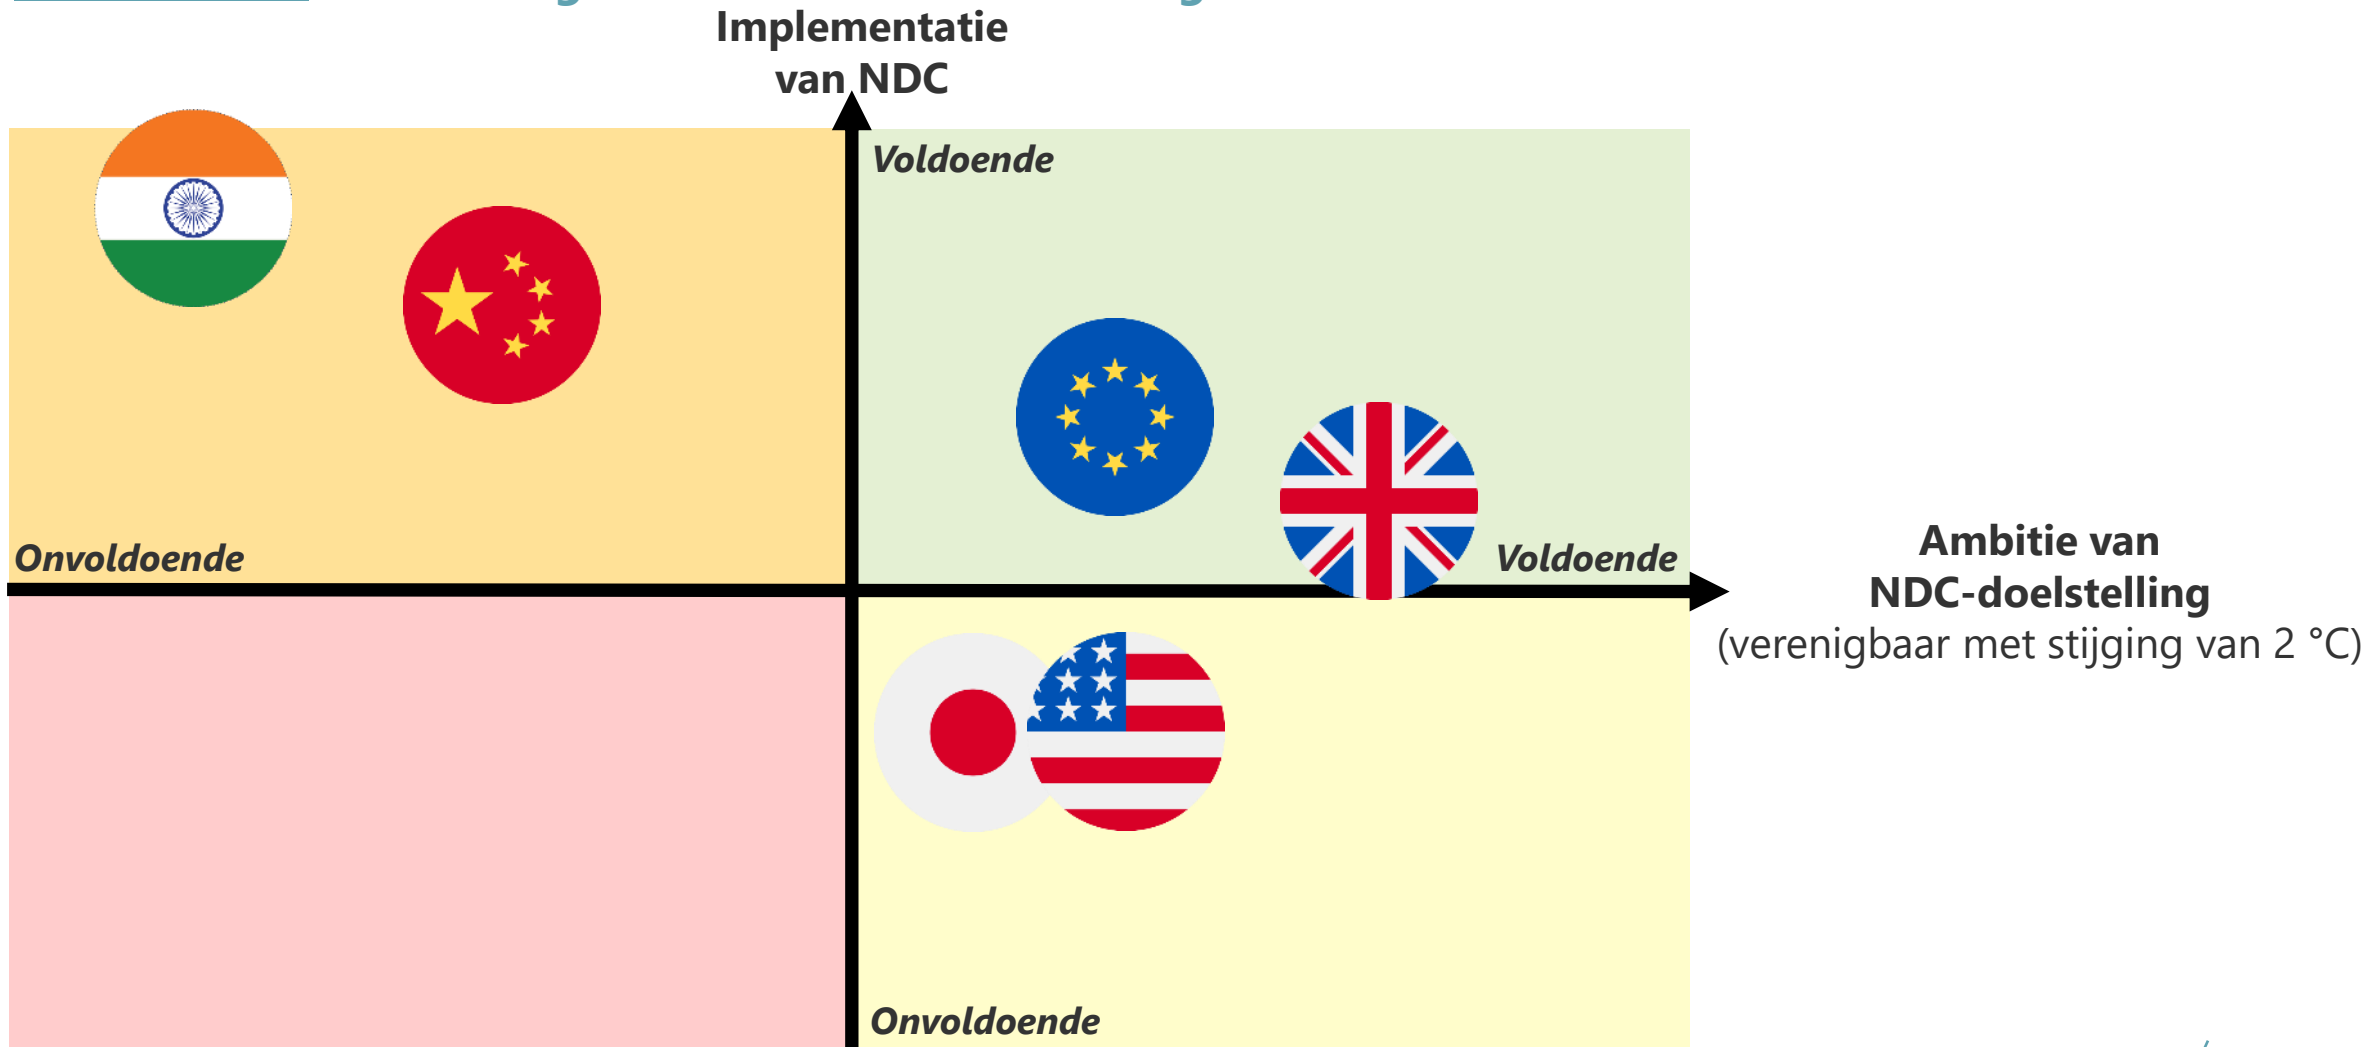 Implementatie
van NDC
Voldoende
Onvoldoende
Voldoende
Ambitie van
NDC-doelstelling
(verenigbaar met stijging van 2 °C)
Onvoldoende